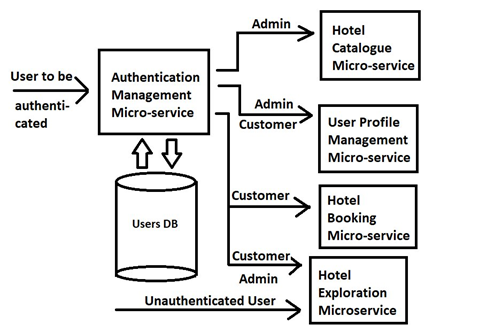 User to be
authenti-
cated
Authentication
Management
Micro-service
Users DB
Admin
Hotel
Catalogue
Micro-service
Admin
Customer
User Profile
Management
Micro-service
Customer
Hotel
Booking
Micro-service
Customer
Admin
Hotel
Exploration
Microservice
Unauthenticated User